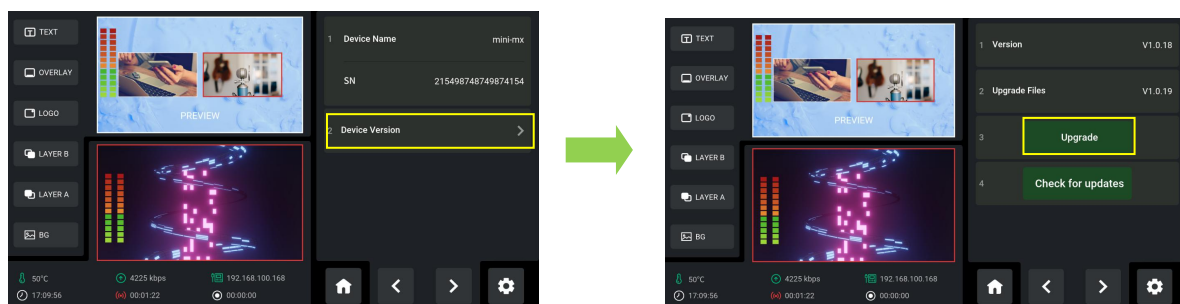 TEXT
OVERLAY
LOGO
LAYER B
LAYER A
BG
PREVIEW
1 Device Name mini-mx
SN 215498748749874154
2 Device Version
50°C 4225 kbps 192.168.100.168
17:09:56 00:01:22 00:00:00
TEXT
OVERLAY
LOGO
LAYER B
LAYER A
BG
PREVIEW
1 Version V1.0.18
2 Upgrade Files V1.0.19
3 Upgrade
4 Check for updates
50°C 4225 kbps 192.168.100.168
17:09:56 00:01:22 00:00:00